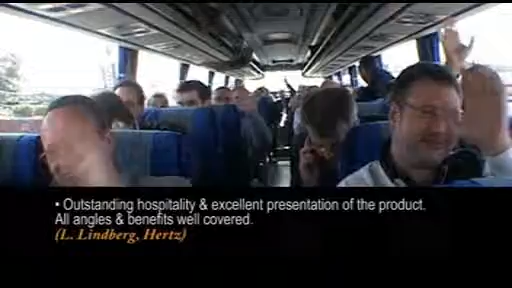 • Outstanding hospitality & excellent presentation of the product.
All angles & benefits well covered.
(L. Lindberg, Hertz)